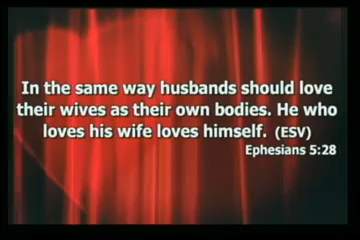 In the same way husbands should love
their wives as their own bodies. He who
loves his wife loves himself. (ESV)
Ephesians 5:28